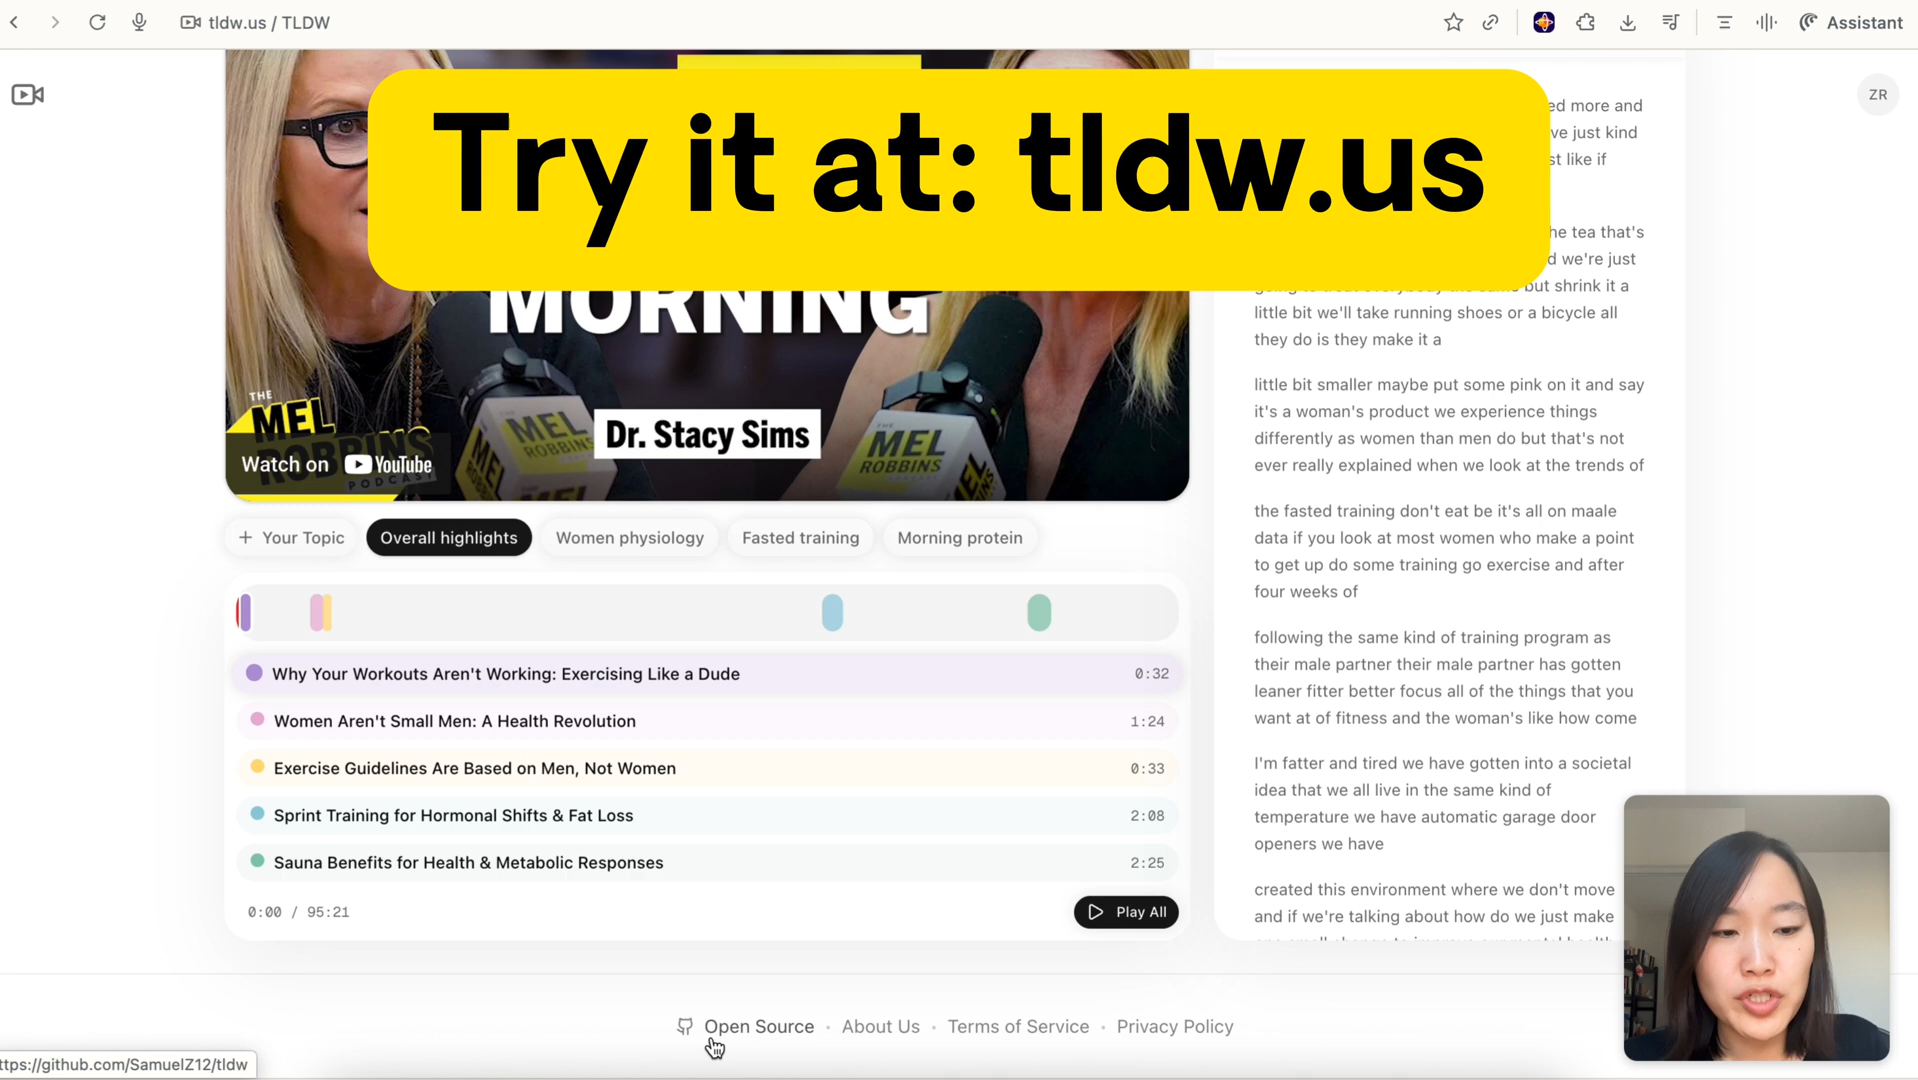 tldw.us / TLDW
Assistant
ZR
Try it at: tldw.us
MORNING
THE
MEL
ROBBINS
PODCAST
Watch on YouTube
MEL
ROBBINS
Dr. Stacy Sims
MEL
ROBBINS
+ Your Topic
Overall highlights
Women physiology
Fasted training
Morning protein
Why Your Workouts Aren't Working: Exercising Like a Dude 0:32
Women Aren't Small Men: A Health Revolution 1:24
Exercise Guidelines Are Based on Men, Not Women 0:33
Sprint Training for Hormonal Shifts & Fat Loss 2:08
Sauna Benefits for Health & Metabolic Responses 2:25
0:00 / 95:21
Play All
more and
just kind
like if
tea that's
we're just
but shrink it a
little bit we'll take running shoes or a bicycle all
they do is they make it a
little bit smaller maybe put some pink on it and say
it's a woman's product we experience things
differently as women than men do but that's not
ever really explained when we look at the trends of
the fasted training don't eat be it's all on maale
data if you look at most women who make a point
to get up do some training go exercise and after
four weeks of
following the same kind of training program as
their male partner their male partner has gotten
leaner fitter better focus all of the things that you
want at of fitness and the woman's like how come
I'm fatter and tired we have gotten into a societal
idea that we all live in the same kind of
temperature we have automatic garage door
openers we have
created this environment where we don't move
and if we're talking about how do we just make
Open Source · About Us · Terms of Service · Privacy Policy
ttps://github.com/SamuelZ12/tldw